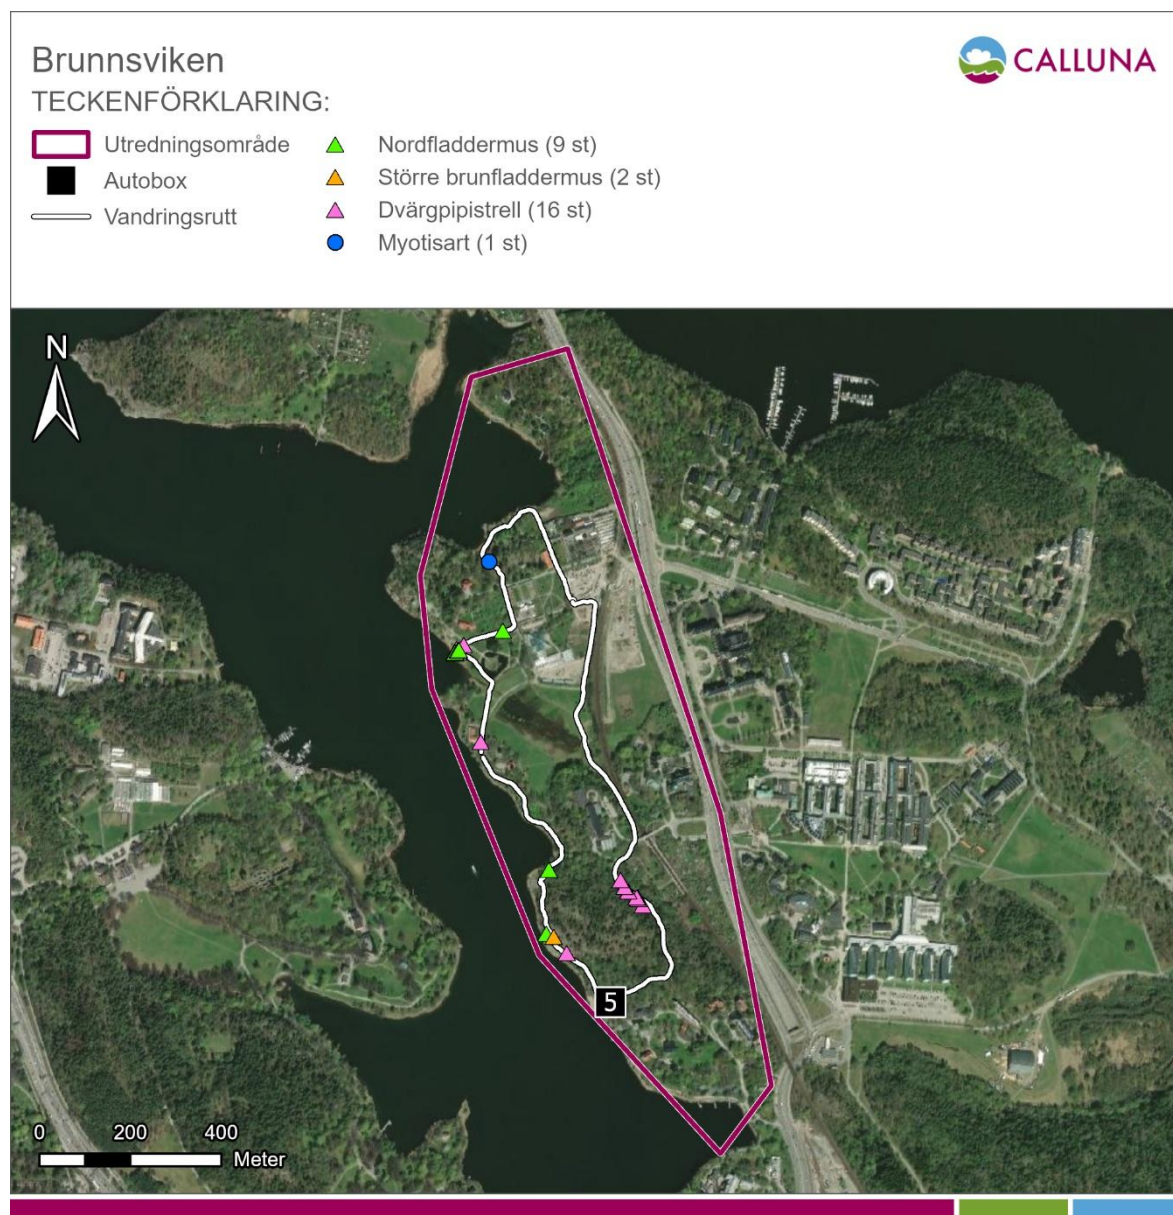 Brunnsviken
CALLUNA
TECKENFÖRKLARING:
Utredningsområde
Autobox
Vandringsrutt
Nordfladdermus (9 st)
Större brunfladdermus (2 st)
Dvärgpipistrell (16 st)
Myotisart (1 st)
N
5
0 200 400
Meter